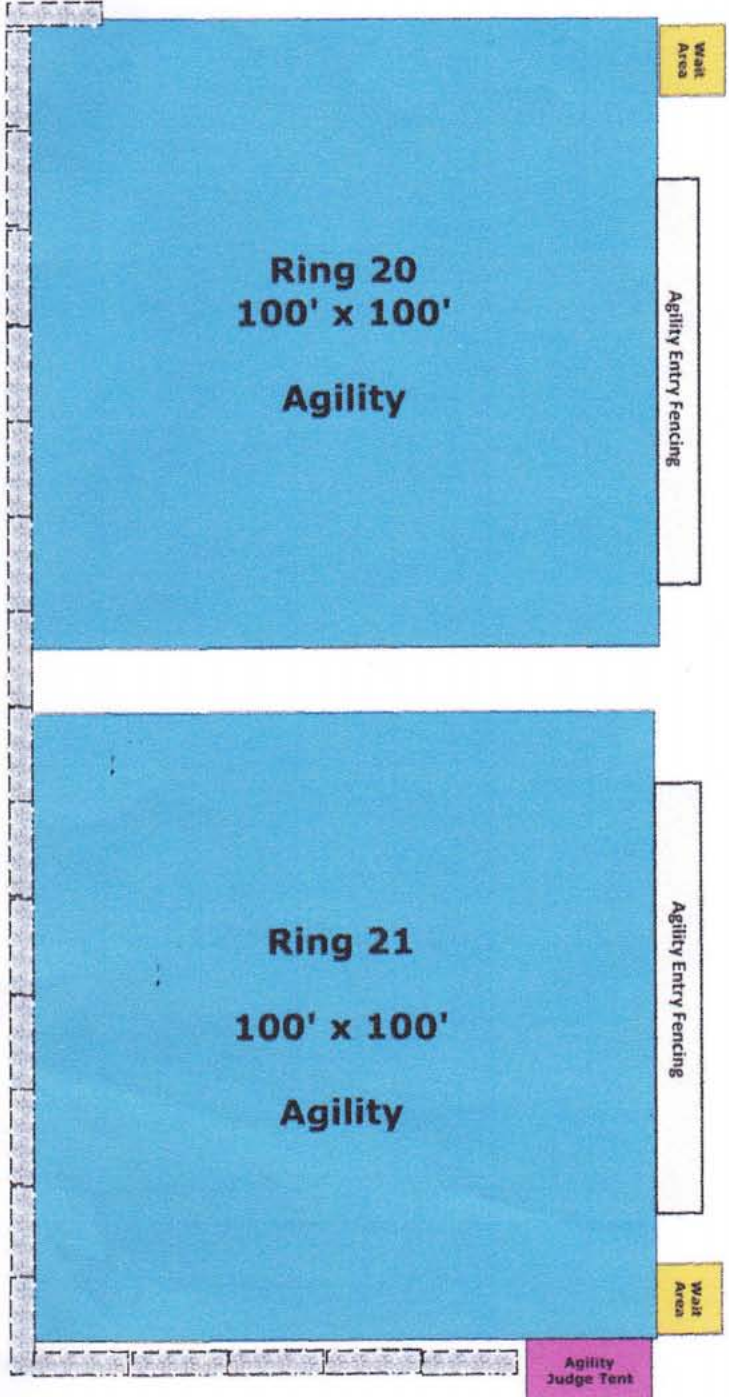 Wait
Area
Ring 20
100' x 100'
Agility
Agility Entry Fencing
Ring 21
100' x 100'
Agility
Agility Entry Fencing
Wait
Area
Agility
Judge Tent